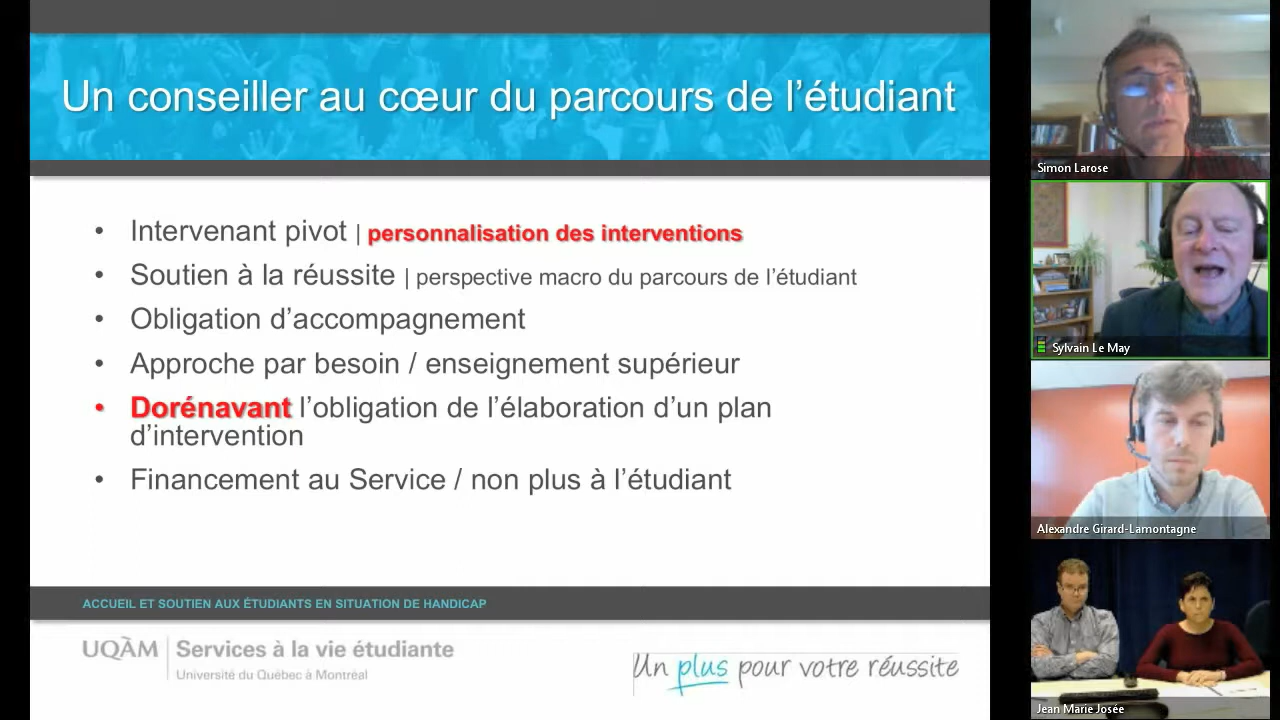 Un conseiller au cœur du parcours de l’étudiant
• Intervenant pivot | personnalisation des interventions
• Soutien à la réussite | perspective macro du parcours de l’étudiant
• Obligation d’accompagnement
• Approche par besoin / enseignement supérieur
• Dorénavant l’obligation de l’élaboration d’un plan
d’intervention
• Financement au Service / non plus à l’étudiant
ACCUEIL ET SOUTIEN AUX ÉTUDIANTS EN SITUATION DE HANDICAP
UQÀM | Services à la vie étudiante
Université du Québec à Montréal
Un plus pour votre réussite
Simon Larose
Sylvain Le May
Alexandre Girard-Lamontagne
Jean Marie Josée